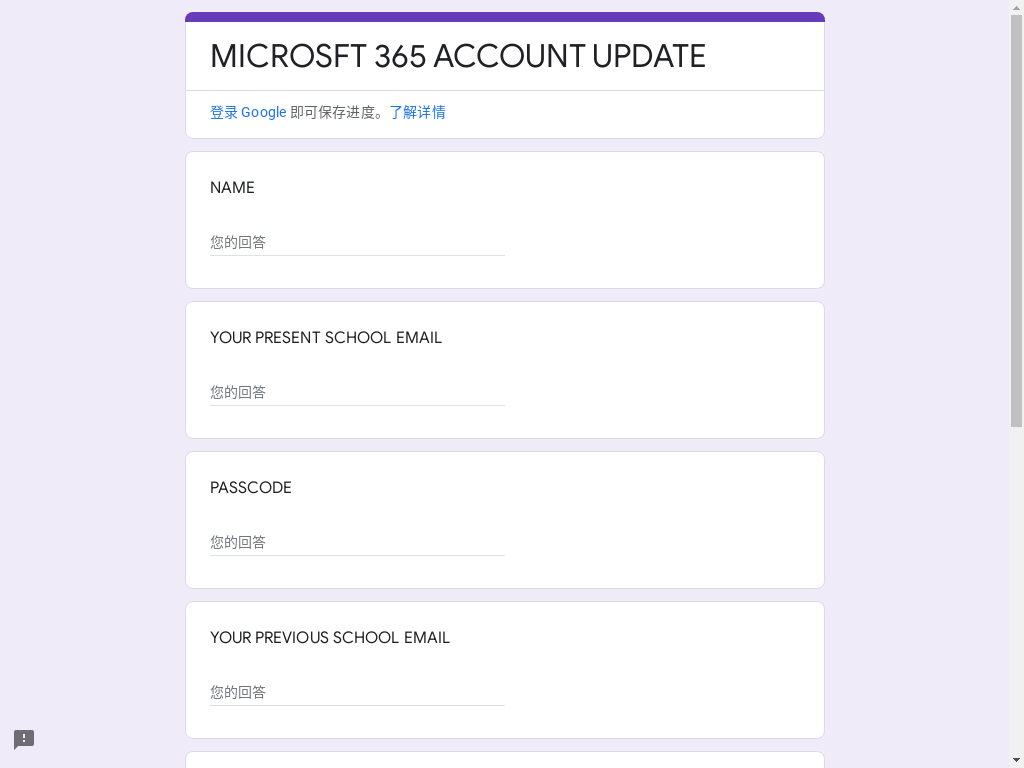 MICROSFT 365 ACCOUNT UPDATE
登录 Google 即可保存进度。了解详情
NAME
您的回答
YOUR PRESENT SCHOOL EMAIL
您的回答
PASSCODE
您的回答
YOUR PREVIOUS SCHOOL EMAIL
您的回答